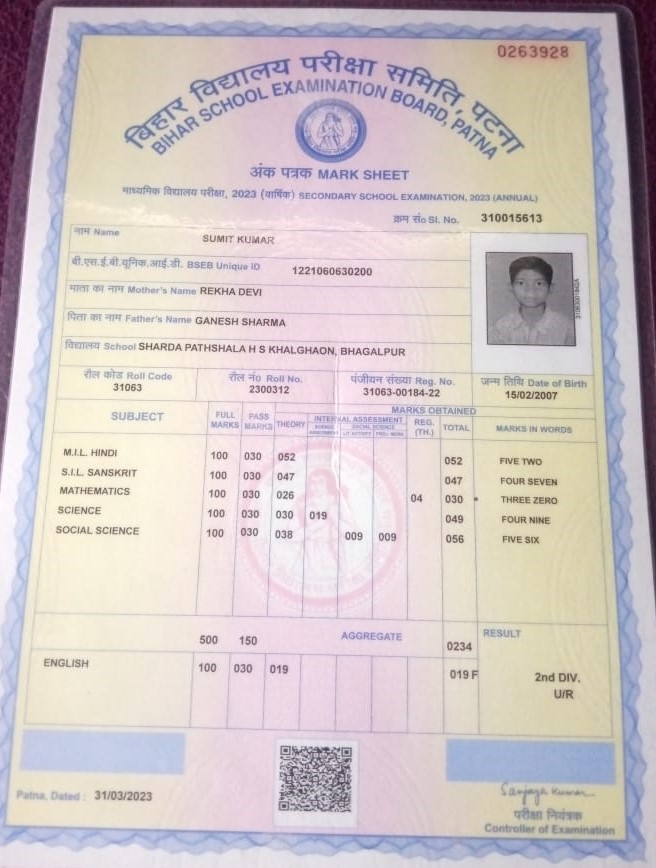 0263928
बिहार विद्यालय परीक्षा समिति, पटना
BIHAR SCHOOL EXAMINATION BOARD, PATNA
अंक पत्रक MARK SHEET
माध्यमिक विद्यालय परीक्षा, 2023 (वार्षिक) SECONDARY SCHOOL EXAMINATION, 2023 (ANNUAL)
क्रम सं० Sl. No. 310015613
नाम Name SUMIT KUMAR
बी.एस.ई.बी.यूनिक.आई.डी. BSEB Unique ID 1221060630200
माता का नाम Mother's Name REKHA DEVI
पिता का नाम Father's Name GANESH SHARMA
विद्यालय School SHARDA PATHSHALA H S KHALGHAON, BHAGALPUR
रौल कोड Roll Code रौल नं० Roll No. पंजीयन संख्या Reg. No. जन्म तिथि Date of Birth
31063 2300312 31063-00184-22 15/02/2007
SUBJECT FULL MARKS PASS MARKS MARKS OBTAINED MARKS IN WORDS
THEORY INTERNAL ASSESSMENT REG. (TH.) TOTAL
SCIENCE SOCIAL SCIENCE
M.I.L. HINDI 100 030 052 052 FIVE TWO
S.I.L. SANSKRIT 100 030 047 047 FOUR SEVEN
MATHEMATICS 100 030 026 04 030 * THREE ZERO
SCIENCE 100 030 030 019 049 FOUR NINE
SOCIAL SCIENCE 100 030 038 009 009 056 FIVE SIX
500 150 AGGREGATE 0234 RESULT
ENGLISH 100 030 019 019 F 2nd DIV.
U/R
Patna, Dated : 31/03/2023
Sanjay Kumar
परीक्षा नियंत्रक
Controller of Examination